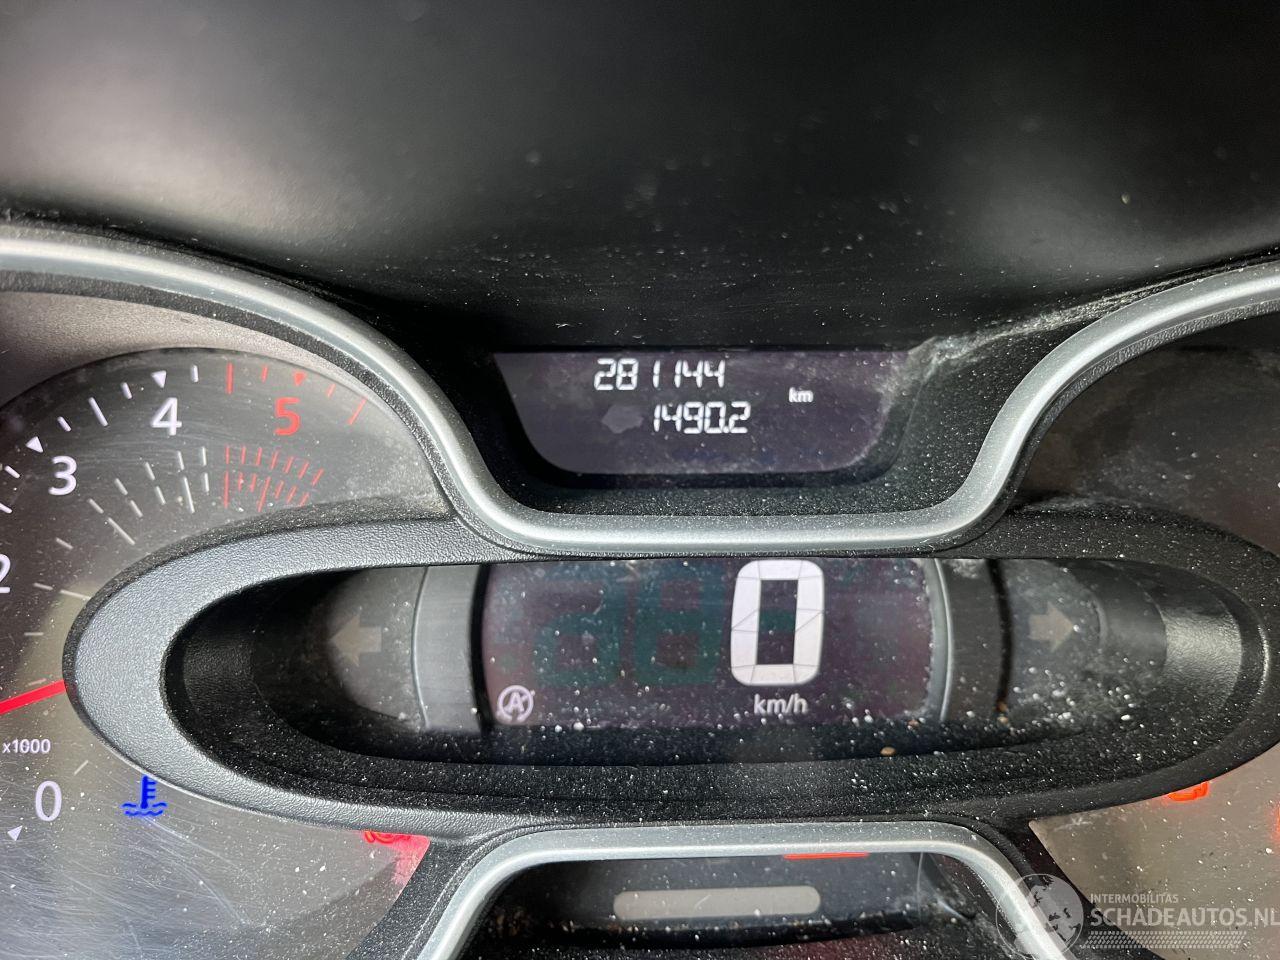 281144
km
1490.2
4
5
3
2
0
km/h
A
x1000
0
INTERMOBILITAS
SCHADEAUTOS.NL